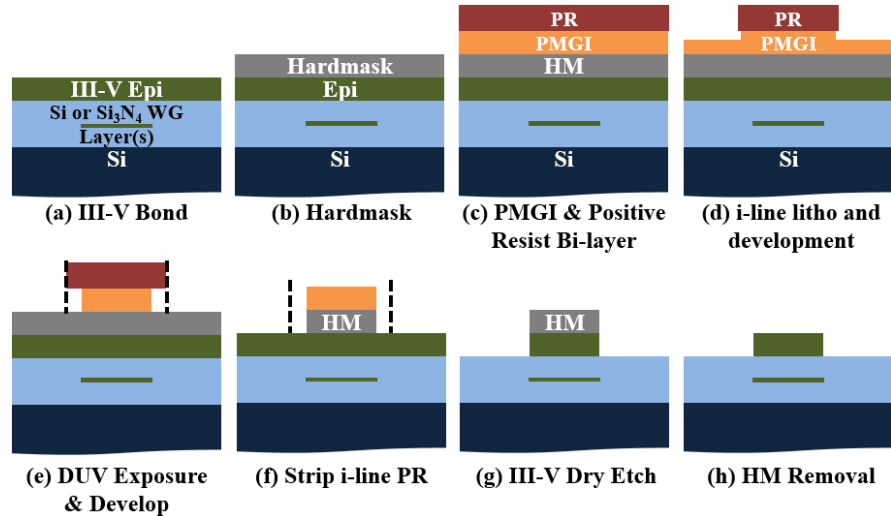 III-V Epi
Si or Si₃N₄ WG
Layer(s)
Si
(a) III-V Bond
Hardmask
Epi
Si
(b) Hardmask
PR
PMGI
HM
Si
(c) PMGI & Positive
Resist Bi-layer
PR
PMGI
(d) i-line litho and
development
(e) DUV Exposure
& Develop
HM
(f) Strip i-line PR
HM
(g) III-V Dry Etch
(h) HM Removal